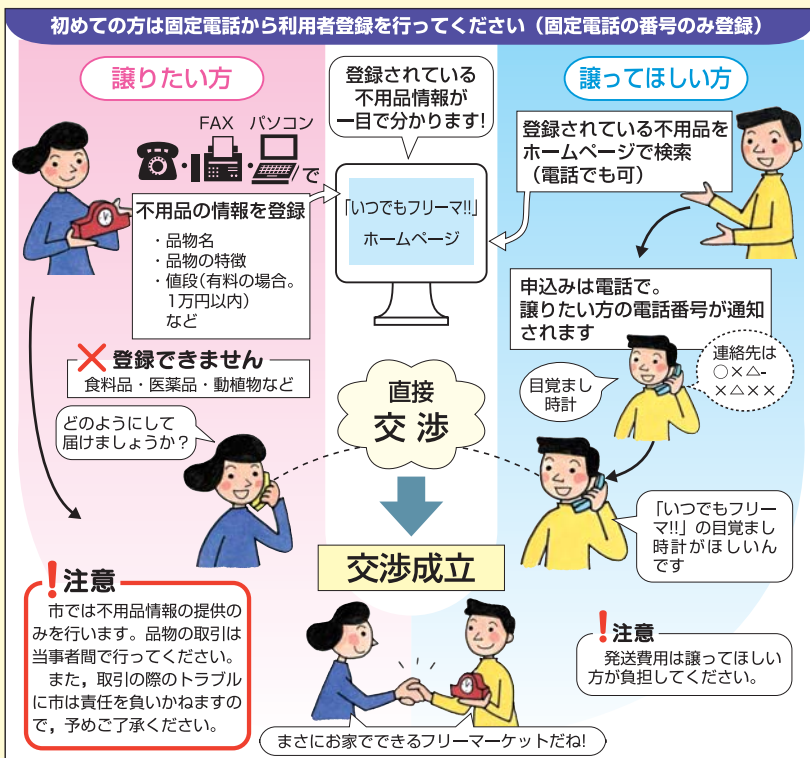 初めての方は固定電話から利用者登録を行ってください（固定電話の番号のみ登録）
譲りたい方
FAX パソコン
・ ・ で
不用品の情報を登録
・品物名
・品物の特徴
・値段（有料の場合。
1万円以内）
など
登録できません
食料品・医薬品・動植物など
どのようにして
届けましょうか？
登録されている
不用品情報が
一目で分かります!
「いつでもフリーマ!!」
ホームページ
譲ってほしい方
登録されている不用品を
ホームページで検索
（電話でも可）
申込みは電話で。
譲りたい方の電話番号が通知
されます
目覚まし
時計
連絡先は
○×△-
×△××
直接
交渉
「いつでもフリー
マ!!」の目覚まし
時計がほしいん
です
交渉成立
!注意
市では不用品情報の提供の
みを行います。品物の取引は
当事者間で行ってください。
また，取引の際のトラブル
に市は責任を負いかねますの
で，予めご了承ください。
!注意
発送費用は譲ってほしい
方が負担してください。
まさにお家でできるフリーマーケットだね!